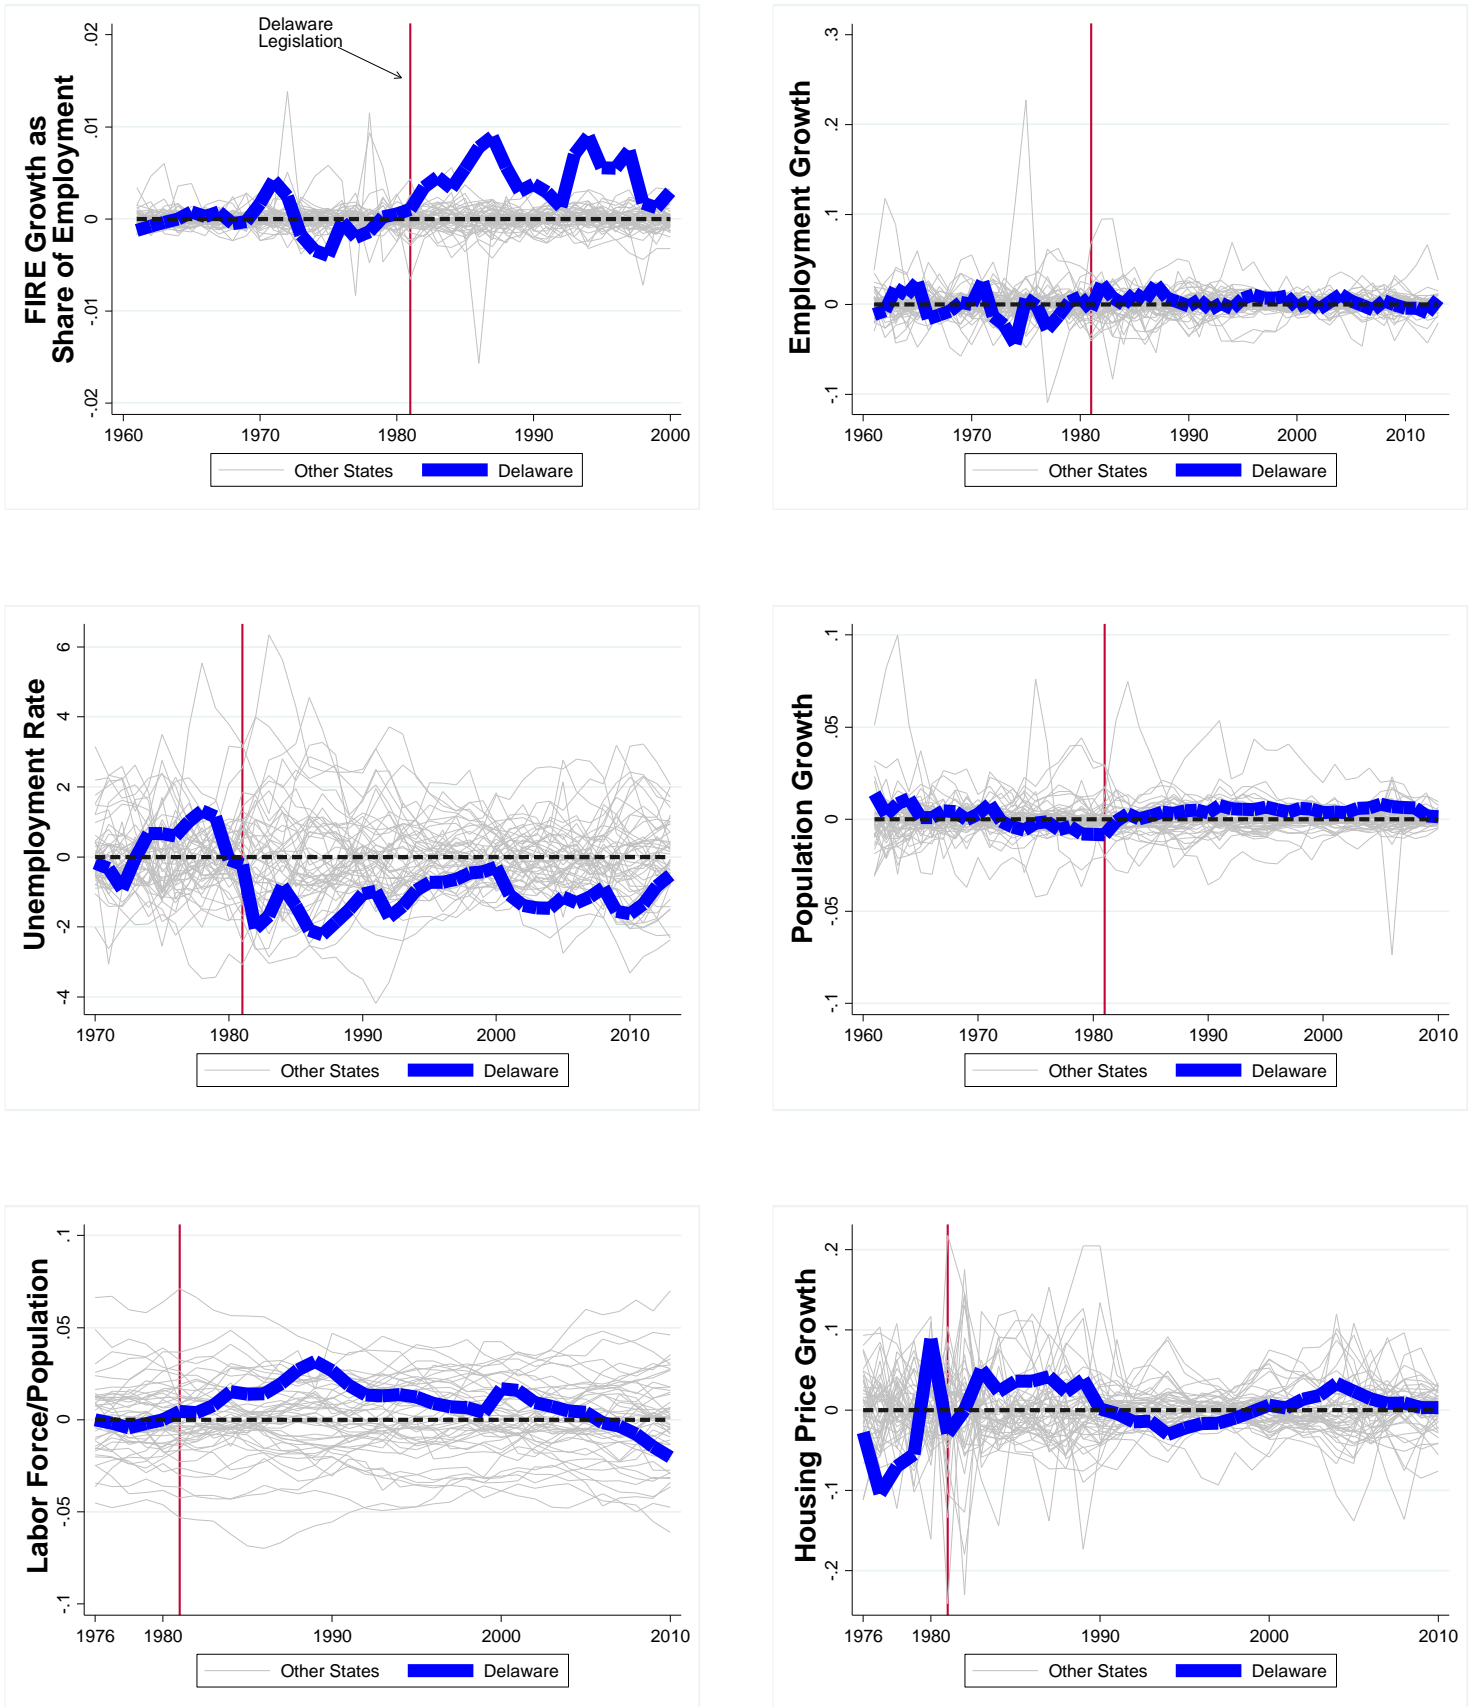 Delaware
Legislation
FIRE Growth as
Share of Employment
.02
.01
0
-.01
-.02
1960 1970 1980 1990 2000
Other States Delaware
Employment Growth
.3
.2
.1
0
-.1
1960 1970 1980 1990 2000 2010
Other States Delaware
Unemployment Rate
6
4
2
0
-2
-4
1970 1980 1990 2000 2010
Other States Delaware
Population Growth
.1
.05
0
-.05
-.1
1960 1970 1980 1990 2000 2010
Other States Delaware
Labor Force/Population
.1
.05
0
-.05
-.1
1976 1980 1990 2000 2010
Other States Delaware
Housing Price Growth
.2
.1
0
-.1
-.2
1976 1980 1990 2000 2010
Other States Delaware